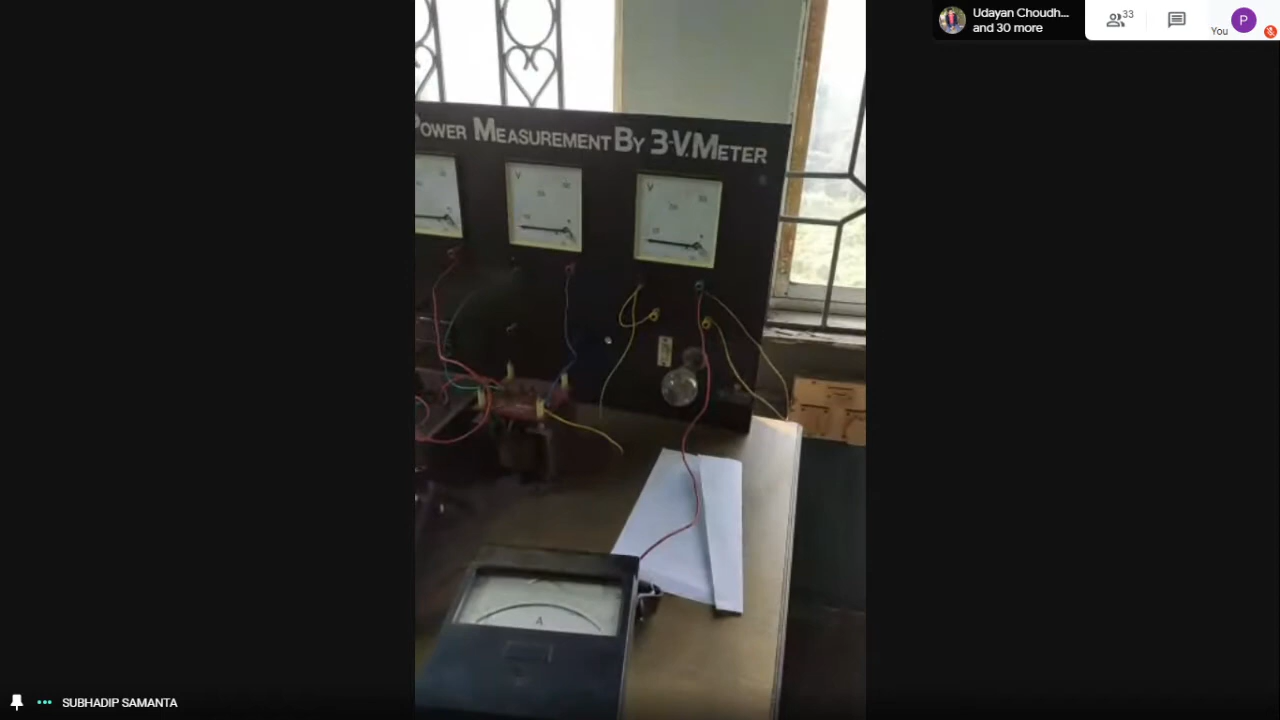 Udayan Choudh...
and 30 more
33
You
P
POWER MEASUREMENT BY 3-V.METER
V
V
A
SUBHADIP SAMANTA